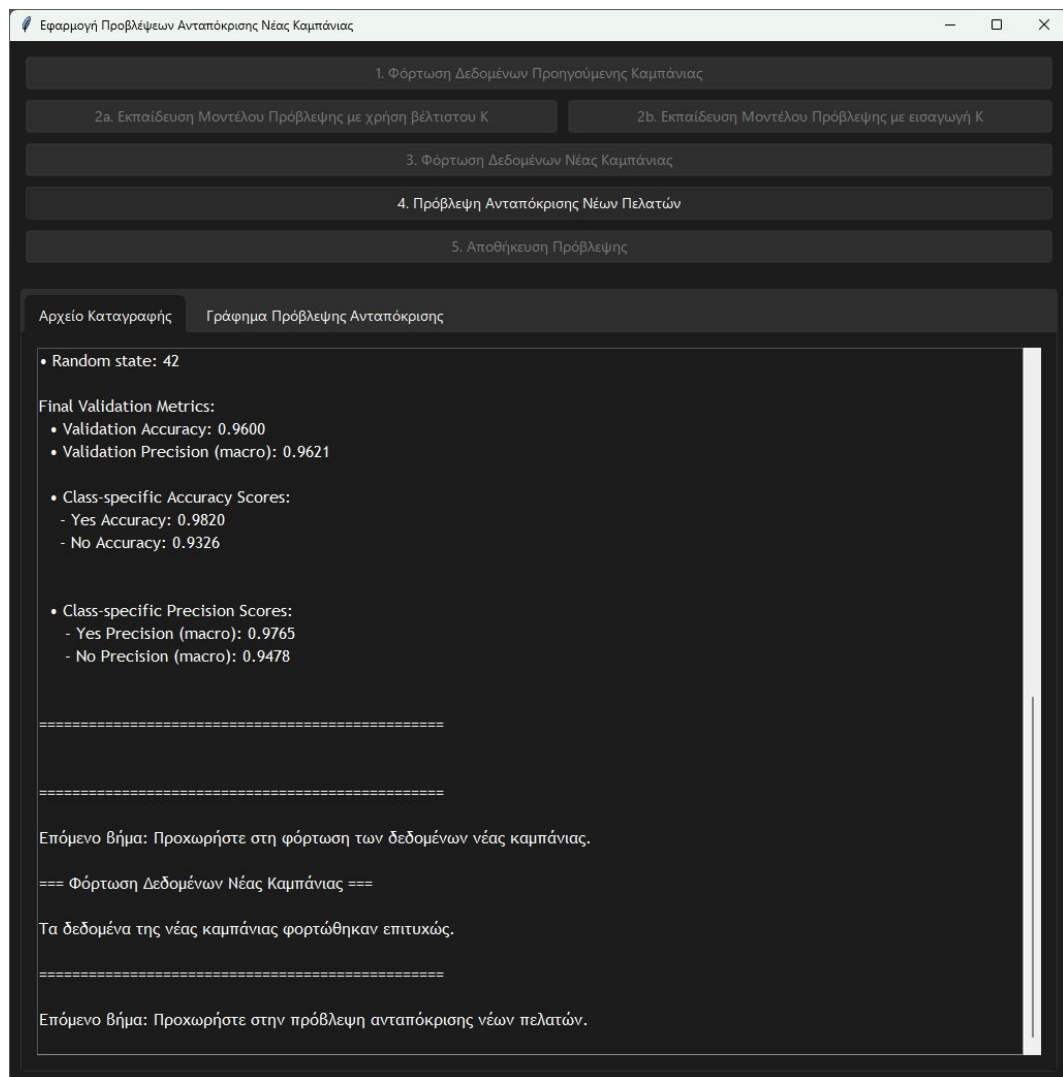 Εφαρμογή Προβλέψεων Ανταπόκρισης Νέας Καμπάνιας
1. Φόρτωση Δεδομένων Προηγούμενης Καμπάνιας
2a. Εκπαίδευση Μοντέλου Πρόβλεψης με χρήση βέλτιστου Κ
2b. Εκπαίδευση Μοντέλου Πρόβλεψης με εισαγωγή Κ
3. Φόρτωση Δεδομένων Νέας Καμπάνιας
4. Πρόβλεψη Ανταπόκρισης Νέων Πελατών
5. Αποθήκευση Πρόβλεψης
Αρχείο Καταγραφής
Γράφημα Πρόβλεψης Ανταπόκρισης
• Random state: 42
Final Validation Metrics:
• Validation Accuracy: 0.9600
• Validation Precision (macro): 0.9621
• Class-specific Accuracy Scores:
- Yes Accuracy: 0.9820
- No Accuracy: 0.9326
• Class-specific Precision Scores:
- Yes Precision (macro): 0.9765
- No Precision (macro): 0.9478
=================================================
=================================================
Επόμενο βήμα: Προχωρήστε στη φόρτωση των δεδομένων νέας καμπάνιας.
=== Φόρτωση Δεδομένων Νέας Καμπάνιας ===
Τα δεδομένα της νέας καμπάνιας φορτώθηκαν επιτυχώς.
=================================================
Επόμενο βήμα: Προχωρήστε στην πρόβλεψη ανταπόκρισης νέων πελατών.